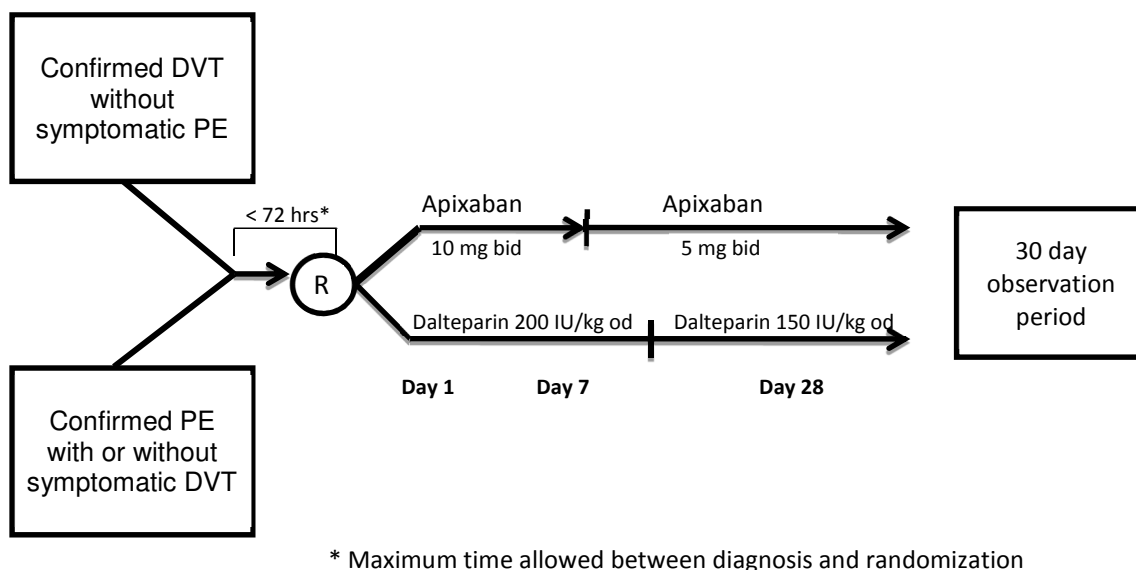 Confirmed DVT
without
symptomatic PE
< 72 hrs*
Apixaban
10 mg bid
Apixaban
5 mg bid
R
Dalteparin 200 IU/kg od
Dalteparin 150 IU/kg od
Day 1
Day 7
Day 28
30 day
observation
period
Confirmed PE
with or without
symptomatic DVT
* Maximum time allowed between diagnosis and randomization